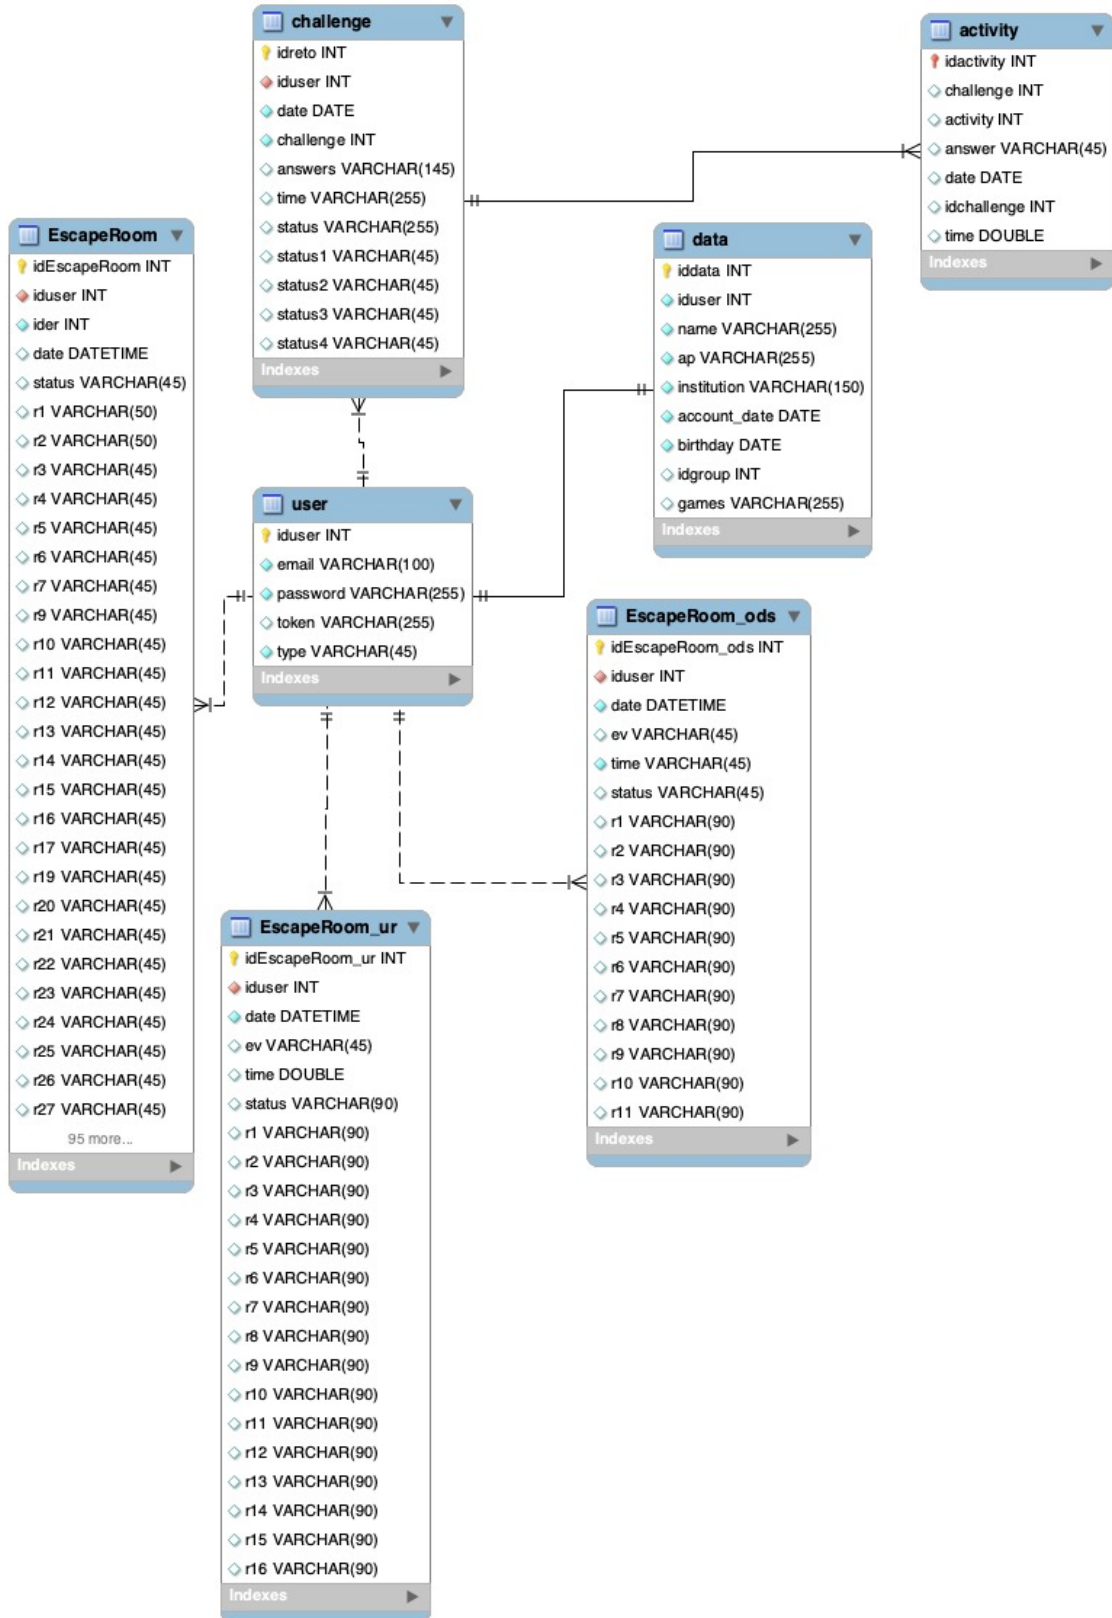 challenge
idreto INT
iduser INT
date DATE
challenge INT
answers VARCHAR(145)
time VARCHAR(255)
status VARCHAR(255)
status1 VARCHAR(45)
status2 VARCHAR(45)
status3 VARCHAR(45)
status4 VARCHAR(45)
Indexes
activity
idactivity INT
challenge INT
activity INT
answer VARCHAR(45)
date DATE
idchallenge INT
time DOUBLE
Indexes
EscapeRoom
idEscapeRoom INT
iduser INT
ider INT
date DATETIME
status VARCHAR(45)
r1 VARCHAR(50)
r2 VARCHAR(50)
r3 VARCHAR(45)
r4 VARCHAR(45)
r5 VARCHAR(45)
r6 VARCHAR(45)
r7 VARCHAR(45)
r9 VARCHAR(45)
r10 VARCHAR(45)
r11 VARCHAR(45)
r12 VARCHAR(45)
r13 VARCHAR(45)
r14 VARCHAR(45)
r15 VARCHAR(45)
r16 VARCHAR(45)
r17 VARCHAR(45)
r19 VARCHAR(45)
r20 VARCHAR(45)
r21 VARCHAR(45)
r22 VARCHAR(45)
r23 VARCHAR(45)
r24 VARCHAR(45)
r25 VARCHAR(45)
r26 VARCHAR(45)
r27 VARCHAR(45)
95 more...
Indexes
data
iddata INT
iduser INT
name VARCHAR(255)
ap VARCHAR(255)
institution VARCHAR(150)
account_date DATE
birthday DATE
idgroup INT
games VARCHAR(255)
Indexes
user
iduser INT
email VARCHAR(100)
password VARCHAR(255)
token VARCHAR(255)
type VARCHAR(45)
Indexes
EscapeRoom_ods
idEscapeRoom_ods INT
iduser INT
date DATETIME
ev VARCHAR(45)
time VARCHAR(45)
status VARCHAR(45)
r1 VARCHAR(90)
r2 VARCHAR(90)
r3 VARCHAR(90)
r4 VARCHAR(90)
r5 VARCHAR(90)
r6 VARCHAR(90)
r7 VARCHAR(90)
r8 VARCHAR(90)
r9 VARCHAR(90)
r10 VARCHAR(90)
r11 VARCHAR(90)
Indexes
EscapeRoom_ur
idEscapeRoom_ur INT
iduser INT
date DATETIME
ev VARCHAR(45)
time DOUBLE
status VARCHAR(90)
r1 VARCHAR(90)
r2 VARCHAR(90)
r3 VARCHAR(90)
r4 VARCHAR(90)
r5 VARCHAR(90)
r6 VARCHAR(90)
r7 VARCHAR(90)
r8 VARCHAR(90)
r9 VARCHAR(90)
r10 VARCHAR(90)
r11 VARCHAR(90)
r12 VARCHAR(90)
r13 VARCHAR(90)
r14 VARCHAR(90)
r15 VARCHAR(90)
r16 VARCHAR(90)
Indexes